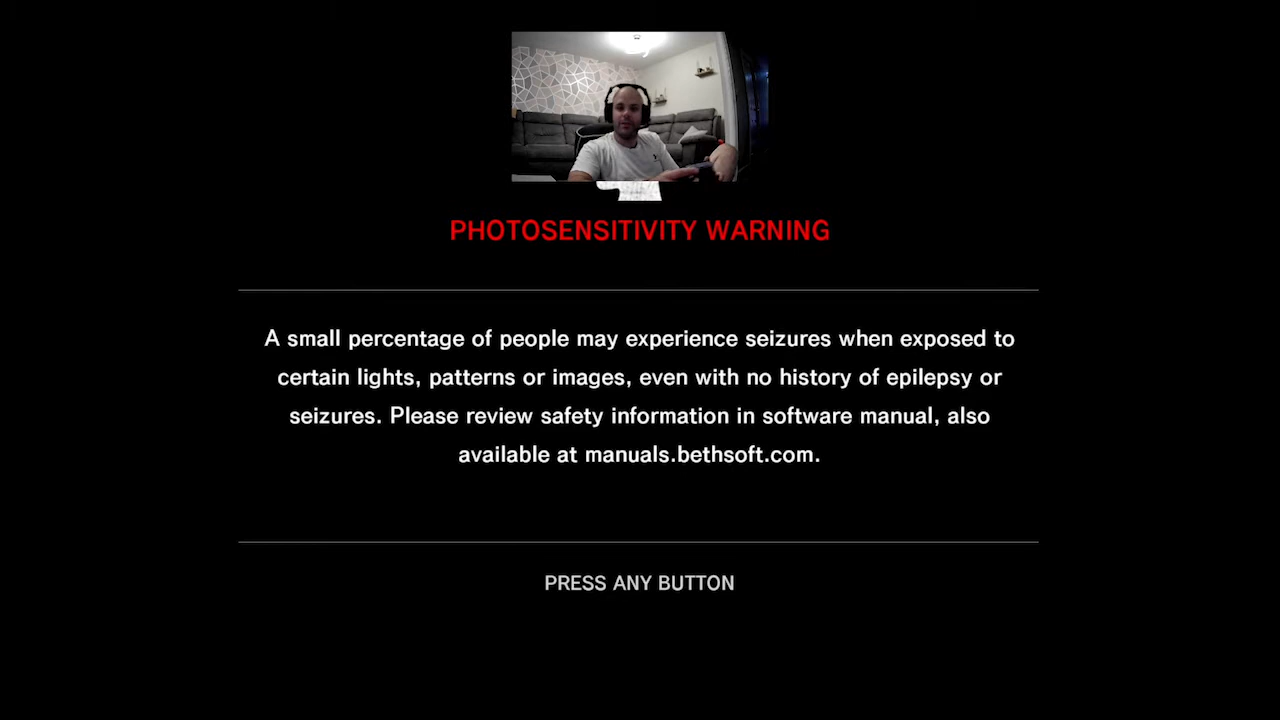 PHOTOSENSITIVITY WARNING
A small percentage of people may experience seizures when exposed to
certain lights, patterns or images, even with no history of epilepsy or
seizures. Please review safety information in software manual, also
available at manuals.bethsoft.com.
PRESS ANY BUTTON